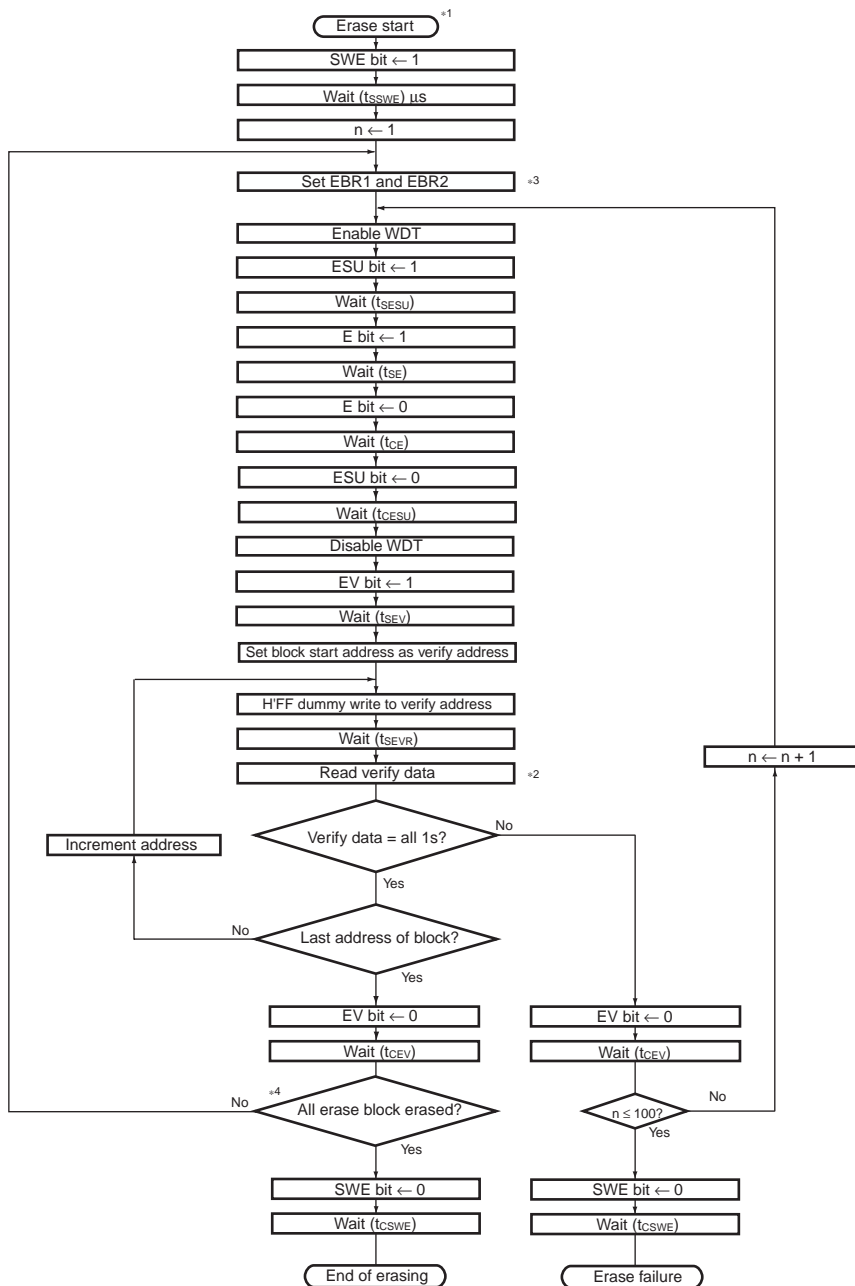 Erase start
*1
SWE bit ← 1
Wait (tSSWE) μs
n ← 1
Set EBR1 and EBR2
*3
Enable WDT
ESU bit ← 1
Wait (tSESU)
E bit ← 1
Wait (tSE)
E bit ← 0
Wait (tCE)
ESU bit ← 0
Wait (tCESU)
Disable WDT
EV bit ← 1
Wait (tSEV)
Set block start address as verify address
H'FF dummy write to verify address
Wait (tSEVR)
n ← n + 1
Read verify data
*2
Verify data = all 1s?
No
Increment address
Yes
No
Last address of block?
Yes
EV bit ← 0
EV bit ← 0
Wait (tCEV)
Wait (tCEV)
No
*4
All erase block erased?
n ≤ 100?
No
Yes
Yes
SWE bit ← 0
SWE bit ← 0
Wait (tCSWE)
Wait (tCSWE)
End of erasing
Erase failure